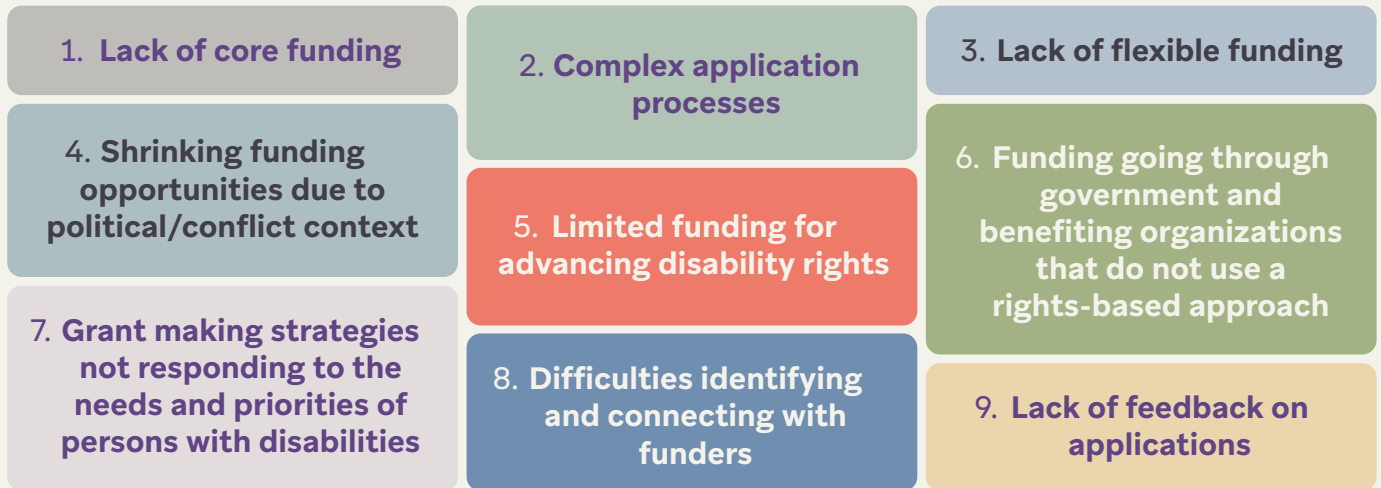 1. Lack of core funding
2. Complex application
processes
3. Lack of flexible funding
4. Shrinking funding
opportunities due to
political/conflict context
5. Limited funding for
advancing disability rights
6. Funding going through
government and
benefiting organizations
that do not use a
rights-based approach
7. Grant making strategies
not responding to the
needs and priorities of
persons with disabilities
8. Difficulties identifying
and connecting with
funders
9. Lack of feedback on
applications